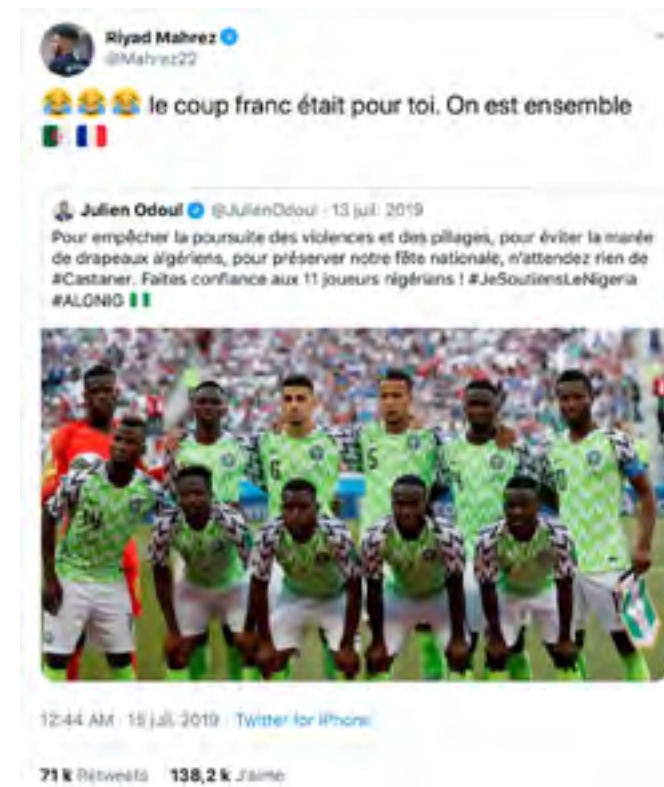 Riyad Mahrez
@Mahrez22
😂😂😂 le coup franc était pour toi. On est ensemble
🇩🇿 🇫🇷
Julien Odoul @JulienOdoul · 13 juil. 2019
Pour empêcher la poursuite des violences et des pillages, pour éviter la marée
de drapeaux algériens, pour préserver notre fête nationale, n'attendez rien de
#Castaner. Faites confiance aux 11 joueurs nigérians ! #JeSoutiensLeNigeria
#ALGNIG 🇳🇬
14
6
5
12:44 AM · 15 juil. 2019 · Twitter for iPhone
71 k Retweets 138,2 k J'aime